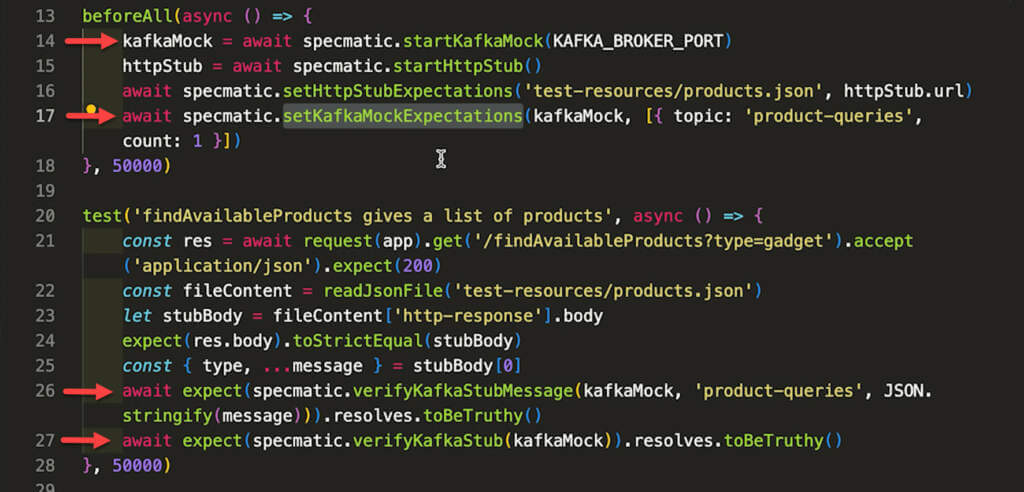 13 beforeAll(async () => {
14 kafkaMock = await specmatic.startKafkaMock(KAFKA_BROKER_PORT)
15 httpStub = await specmatic.startHttpStub()
16 await specmatic.setHttpStubExpectations('test-resources/products.json', httpStub.url)
17 await specmatic.setKafkaMockExpectations(kafkaMock, [{ topic: 'product-queries',
count: 1 }])
18 }, 50000)
19
20 test('findAvailableProducts gives a list of products', async () => {
21 const res = await request(app).get('/findAvailableProducts?type=gadget').accept
('application/json').expect(200)
22 const fileContent = readJsonFile('test-resources/products.json')
23 let stubBody = fileContent['http-response'].body
24 expect(res.body).toStrictEqual(stubBody)
25 const { type, ...message } = stubBody[0]
26 await expect(specmatic.verifyKafkaStubMessage(kafkaMock, 'product-queries', JSON.
stringify(message))).resolves.toBeTruthy()
27 await expect(specmatic.verifyKafkaStub(kafkaMock)).resolves.toBeTruthy()
28 }, 50000)
29